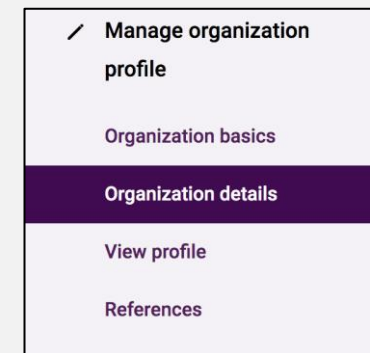 Manage organization
profile
Organization basics
Organization details
View profile
References